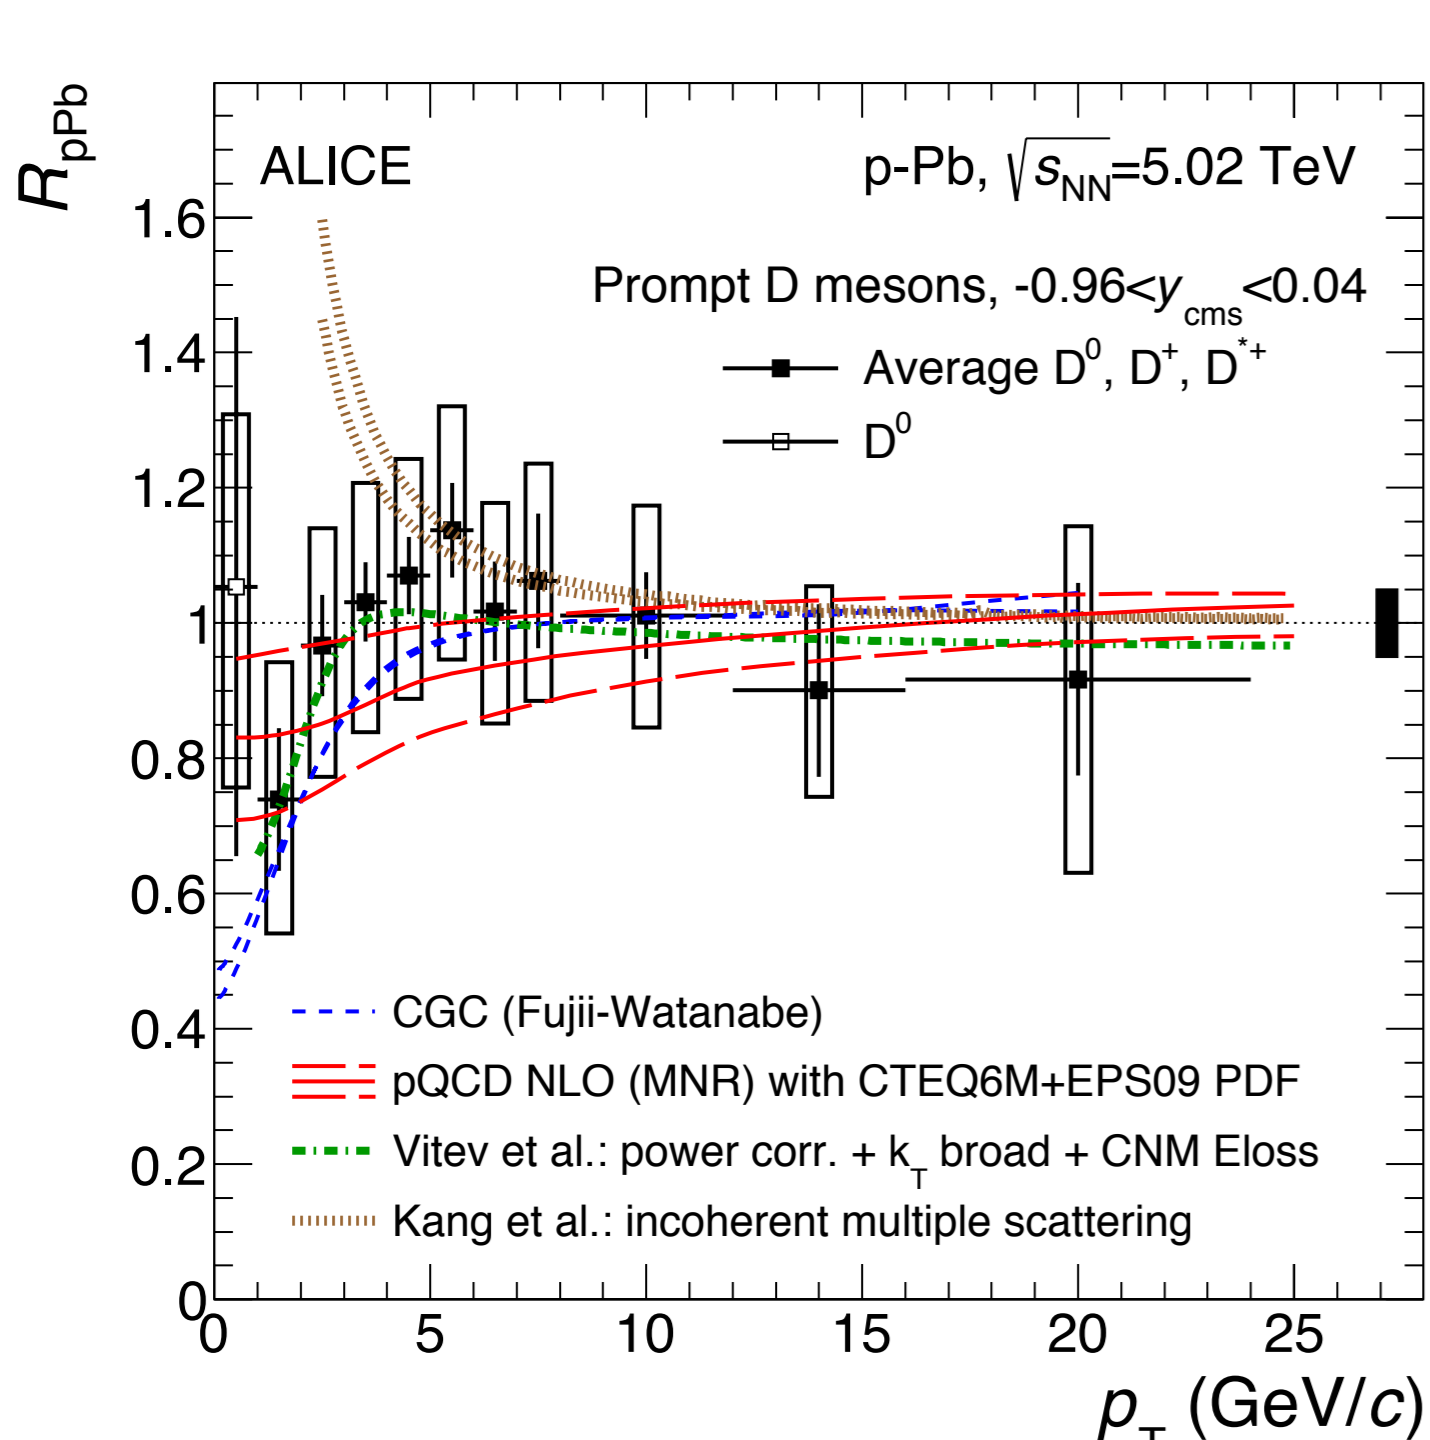 R_pPb
ALICE
p-Pb, √s_NN=5.02 TeV
Prompt D mesons, -0.96<y_cms<0.04
Average D^0, D^+, D^*+
D^0
1.6
1.4
1.2
1
0.8
0.6
0.4
0.2
0
CGC (Fujii-Watanabe)
pQCD NLO (MNR) with CTEQ6M+EPS09 PDF
Vitev et al.: power corr. + k_T broad + CNM Eloss
Kang et al.: incoherent multiple scattering
0 5 10 15 20 25
p_T (GeV/c)